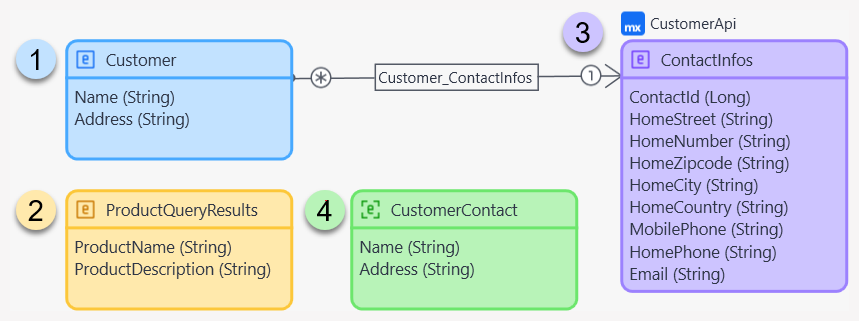 1
Customer
Name (String)
Address (String)
* Customer_ContactInfos 1
3
mx CustomerApi
ContactInfos
ContactId (Long)
HomeStreet (String)
HomeNumber (String)
HomeZipcode (String)
HomeCity (String)
HomeCountry (String)
MobilePhone (String)
HomePhone (String)
Email (String)
2
e ProductQueryResults
ProductName (String)
ProductDescription (String)
4
e CustomerContact
Name (String)
Address (String)